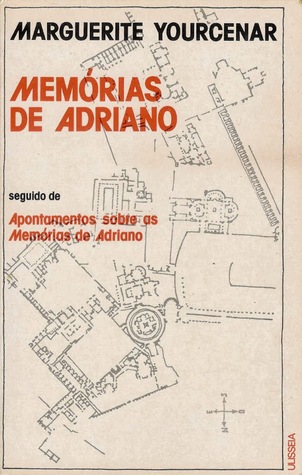 MARGUERITE YOURCENAR
MEMÓRIAS
DE ADRIANO
seguido de
Apontamentos sobre as
Memórias de Adriano
ULISSEIA